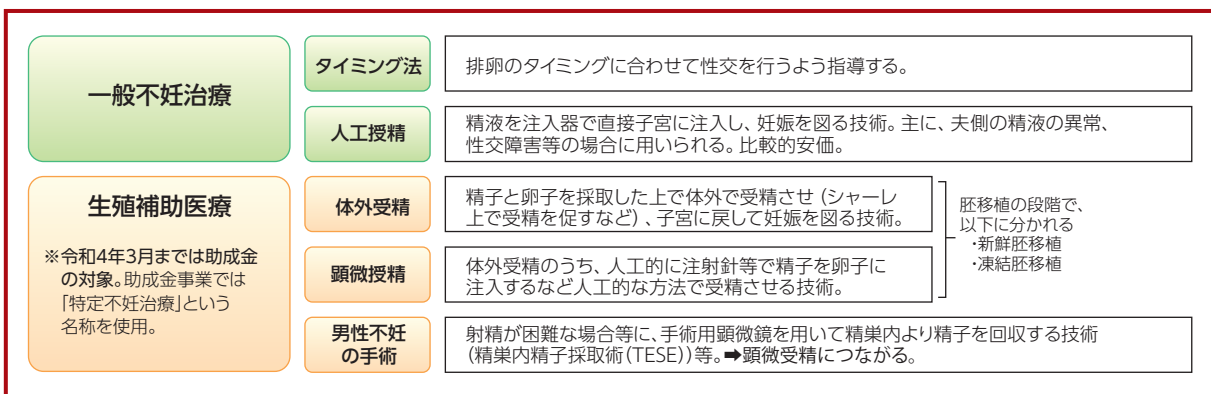 一般不妊治療
タイミング法
排卵のタイミングに合わせて性交を行うよう指導する。
人工授精
精液を注入器で直接子宮に注入し、妊娠を図る技術。主に、夫側の精液の異常、
性交障害等の場合に用いられる。比較的安価。
生殖補助医療
※令和4年3月までは助成金
の対象。助成金事業では
「特定不妊治療」という
名称を使用。
体外受精
精子と卵子を採取した上で体外で受精させ(シャーレ
上で受精を促すなど)、子宮に戻して妊娠を図る技術。
顕微授精
体外受精のうち、人工的に注射針等で精子を卵子に
注入するなど人工的な方法で受精させる技術。
胚移植の段階で、
以下に分かれる
・新鮮胚移植
・凍結胚移植
男性不妊
の手術
射精が困難な場合等に、手術用顕微鏡を用いて精巣内より精子を回収する技術
(精巣内精子採取術(TESE))等。➡顕微受精につながる。